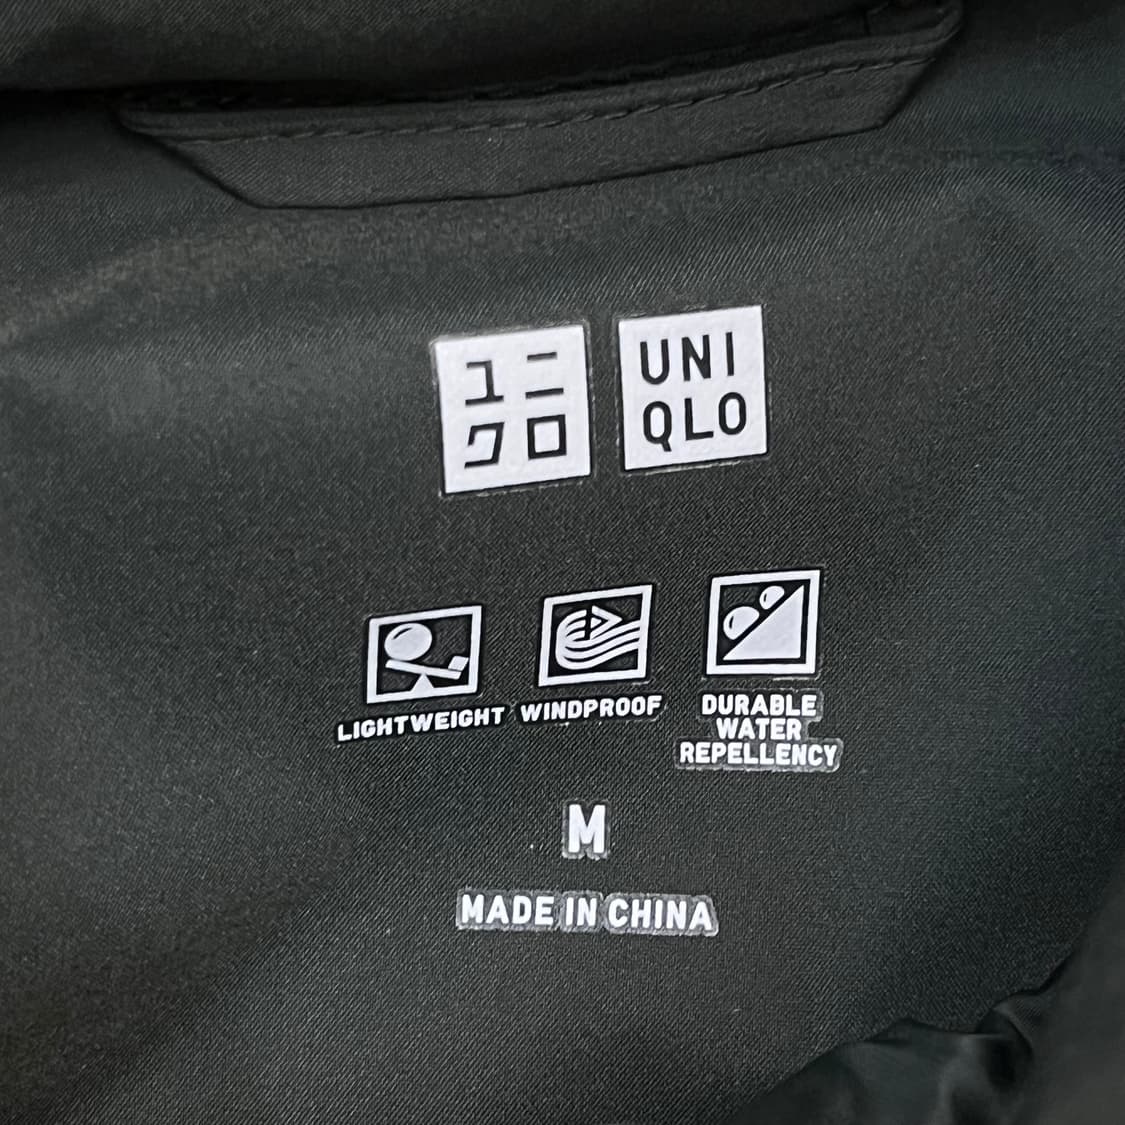 ユニ
クロ
UNI
QLO
LIGHTWEIGHT
WINDPROOF
DURABLE
WATER
REPELLENCY
M
MADE IN CHINA